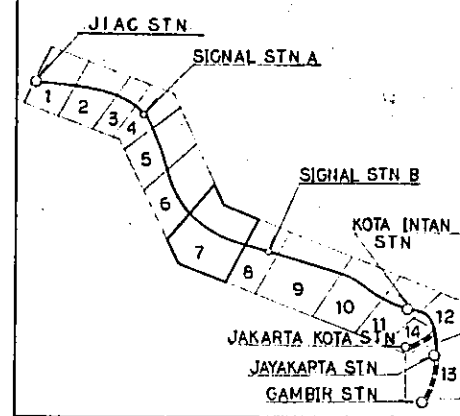 JIAC STN
SIGNAL STN A
1
2
3
4
5
6
SIGNAL STN B
7
8
9
10
11
KOTA INTAN
STN
12
14
JAKARTA KOTA STN
JAYAKARTA STN
13
GAMBIR STN